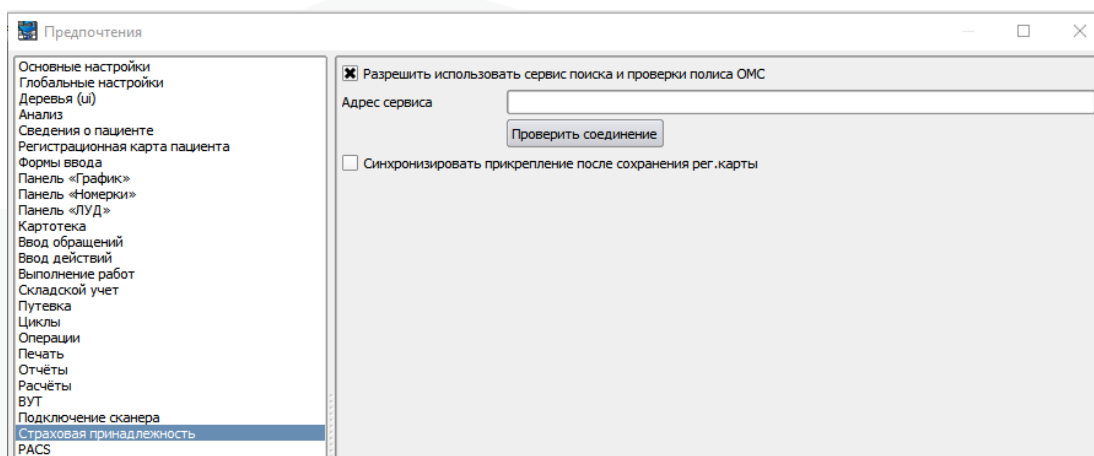 Предпочтения
Основные настройки
Глобальные настройки
Деревья (ui)
Анализ
Сведения о пациенте
Регистрационная карта пациента
Формы ввода
Панель «График»
Панель «Номерки»
Панель «ЛУД»
Картотека
Ввод обращений
Ввод действий
Выполнение работ
Складской учет
Путевка
Циклы
Операции
Печать
Отчёты
Расчёты
ВУТ
Подключение сканера
Страховая принадлежность
PACS
Разрешить использовать сервис поиска и проверки полиса ОМС
Адрес сервиса
Проверить соединение
Синхронизировать прикрепление после сохранения рег.карты